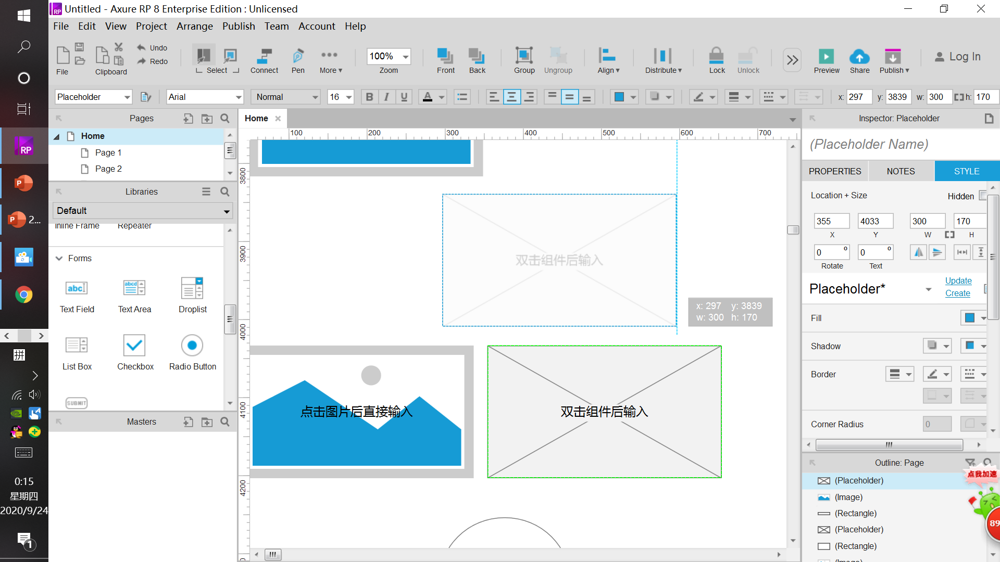 Untitled - Axure RP 8 Enterprise Edition : Unlicensed
File Edit View Project Arrange Publish Team Account Help
File
Clipboard
Undo
Redo
Select
Connect
Pen
More
100%
Zoom
Front
Back
Group
Ungroup
Align
Distribute
Lock
Unlock
Preview
Share
Publish
Log In
Placeholder
Arial
Normal
16
B I U A
x: 297 y: 3839 w: 300 h: 170
Pages
Home
Page 1
Page 2
Libraries
Default
Inline Frame Repeater
Forms
Text Field Text Area Droplist
List Box Checkbox Radio Button
SUBMIT
Masters
Home
100 200 300 400 500 600 700
3800
3900
4000
4100
4200
双击组件后输入
x: 297 y: 3839
w: 300 h: 170
点击图片后直接输入
双击组件后输入
Inspector: Placeholder
(Placeholder Name)
PROPERTIES NOTES STYLE
Location + Size
Hidden
355 4033 300 170
X Y W H
0 0
Rotate Text
Placeholder*
Update
Create
Fill
Shadow
Border
Corner Radius
0
Outline: Page
(Placeholder)
(Image)
(Rectangle)
(Placeholder)
(Rectangle)
(Image)
点我加速
89
RP
P
P 2...
拼
0:15
星期四
2020/9/24
1